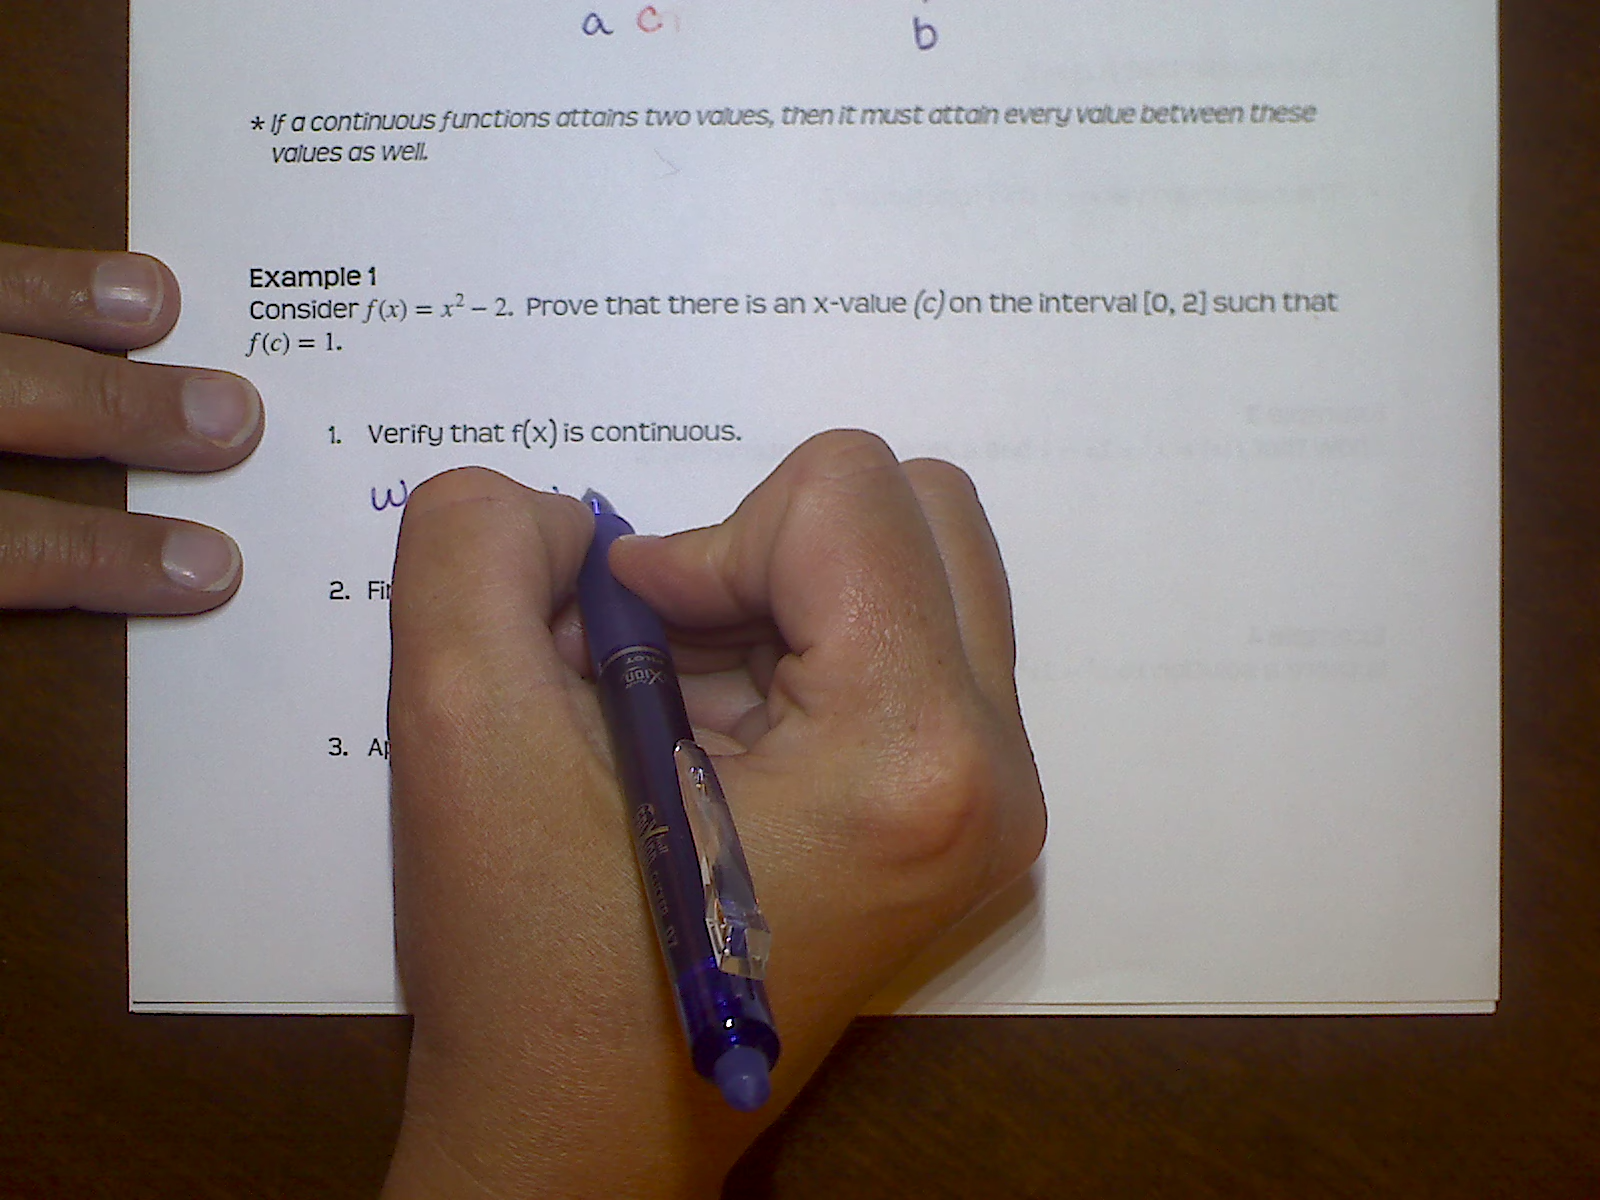 a c b
* If a continuous functions attains two values, then it must attain every value between these
values as well.
Example 1
Consider f(x) = x² − 2. Prove that there is an x-value (c) on the interval [0, 2] such that
f(c) = 1.
1. Verify that f(x) is continuous.
2.
3.